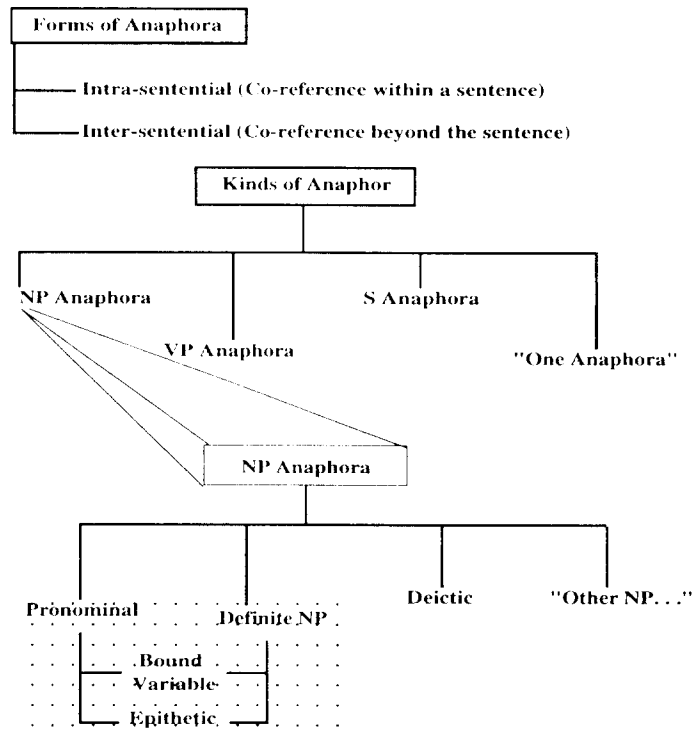 Forms of Anaphora
Intra-sentential (Co-reference within a sentence)
Inter-sentential (Co-reference beyond the sentence)
Kinds of Anaphor
NP Anaphora
S Anaphora
VP Anaphora
"One Anaphora"
NP Anaphora
Pronominal
Definite NP
Deictic
"Other NP. . ."
Bound
Variable
Epithetic